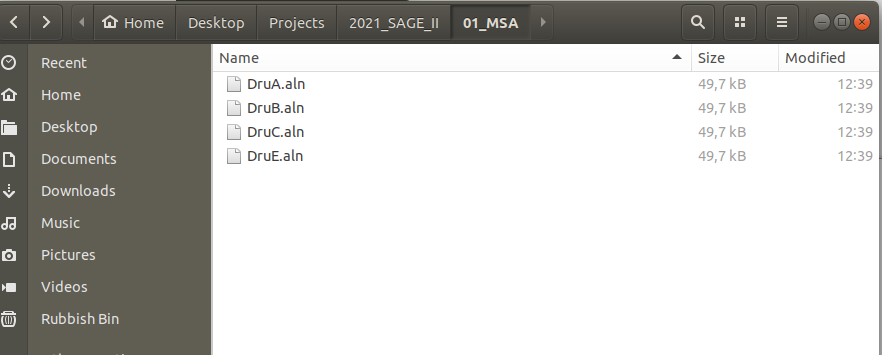 Home Desktop Projects 2021_SAGE_II 01_MSA
Recent
Home
Desktop
Documents
Downloads
Music
Pictures
Videos
Rubbish Bin
Name Size Modified
DruA.aln 49,7 kB 12:39
DruB.aln 49,7 kB 12:39
DruC.aln 49,7 kB 12:39
DruE.aln 49,7 kB 12:39